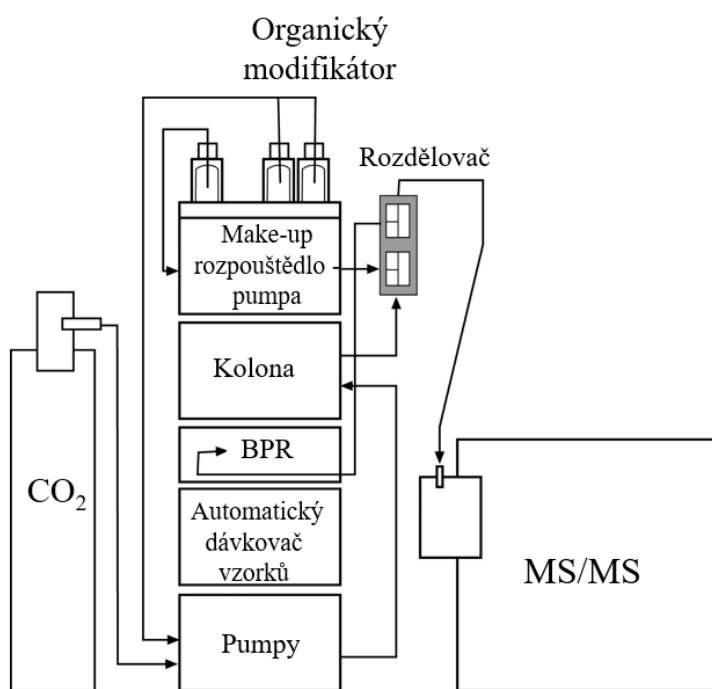 Organický
modifikátor
Rozdělovač
Make-up
rozpouštědlo
pumpa
Kolona
BPR
CO₂
Automatický
dávkovač
vzorků
MS/MS
Pumpy